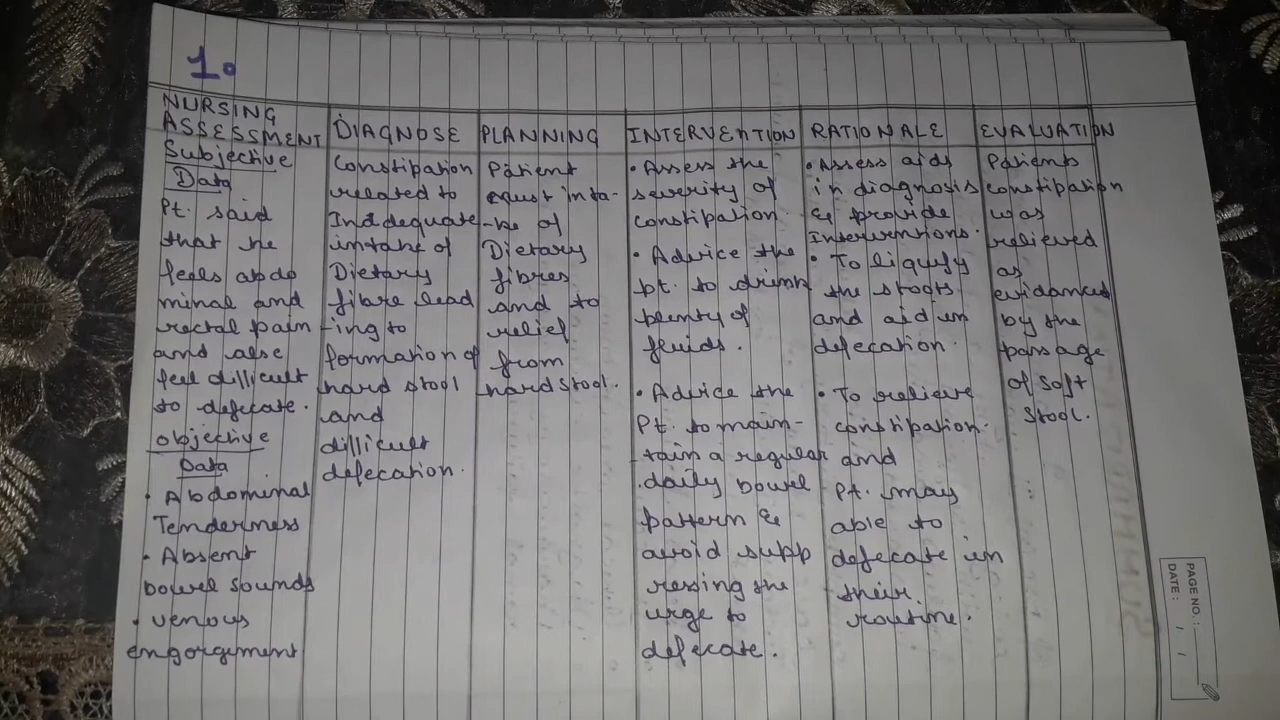 1.
NURSING
ASSESSMENT
Subjective
Data
Pt. said
that he
feels abdo
minal and
rectal pain
and also
feel difficult
to defecate.
objective
Data
• Abdominal
Tenderness
• Absent
bowel sounds
• venous
engorgement
DIAGNOSE
Constipation
related to
Inddequate
intake of
Dietary
fibre lead
-ing to
formation of
hard stool
and
difficult
defecation.
PLANNING
Patient
must inta-
-ke of
Dietary
fibres
and to
relief
from
hard stool.
INTERVENTION
• Assess the
severity of
constipation
• Advice the
pt. to drink
plenty of
fluids.
• Advice the
Pt. to main-
tain a regular
daily bowel
pattern &
avoid supp
ressing the
urge to
defecate.
RATIONALE
• Assess aids
in diagnosis
& provide
Interventions.
• To liquify
the stools
and aid in
defecation.
• To relieve
constipation.
and
Pt. may
able to
defecate in
their
routine.
EVALUATION
Patients
constipation
was
relieved
as
evidanced
by the
passage
of soft
stool.
PAGE NO.:
DATE: / /